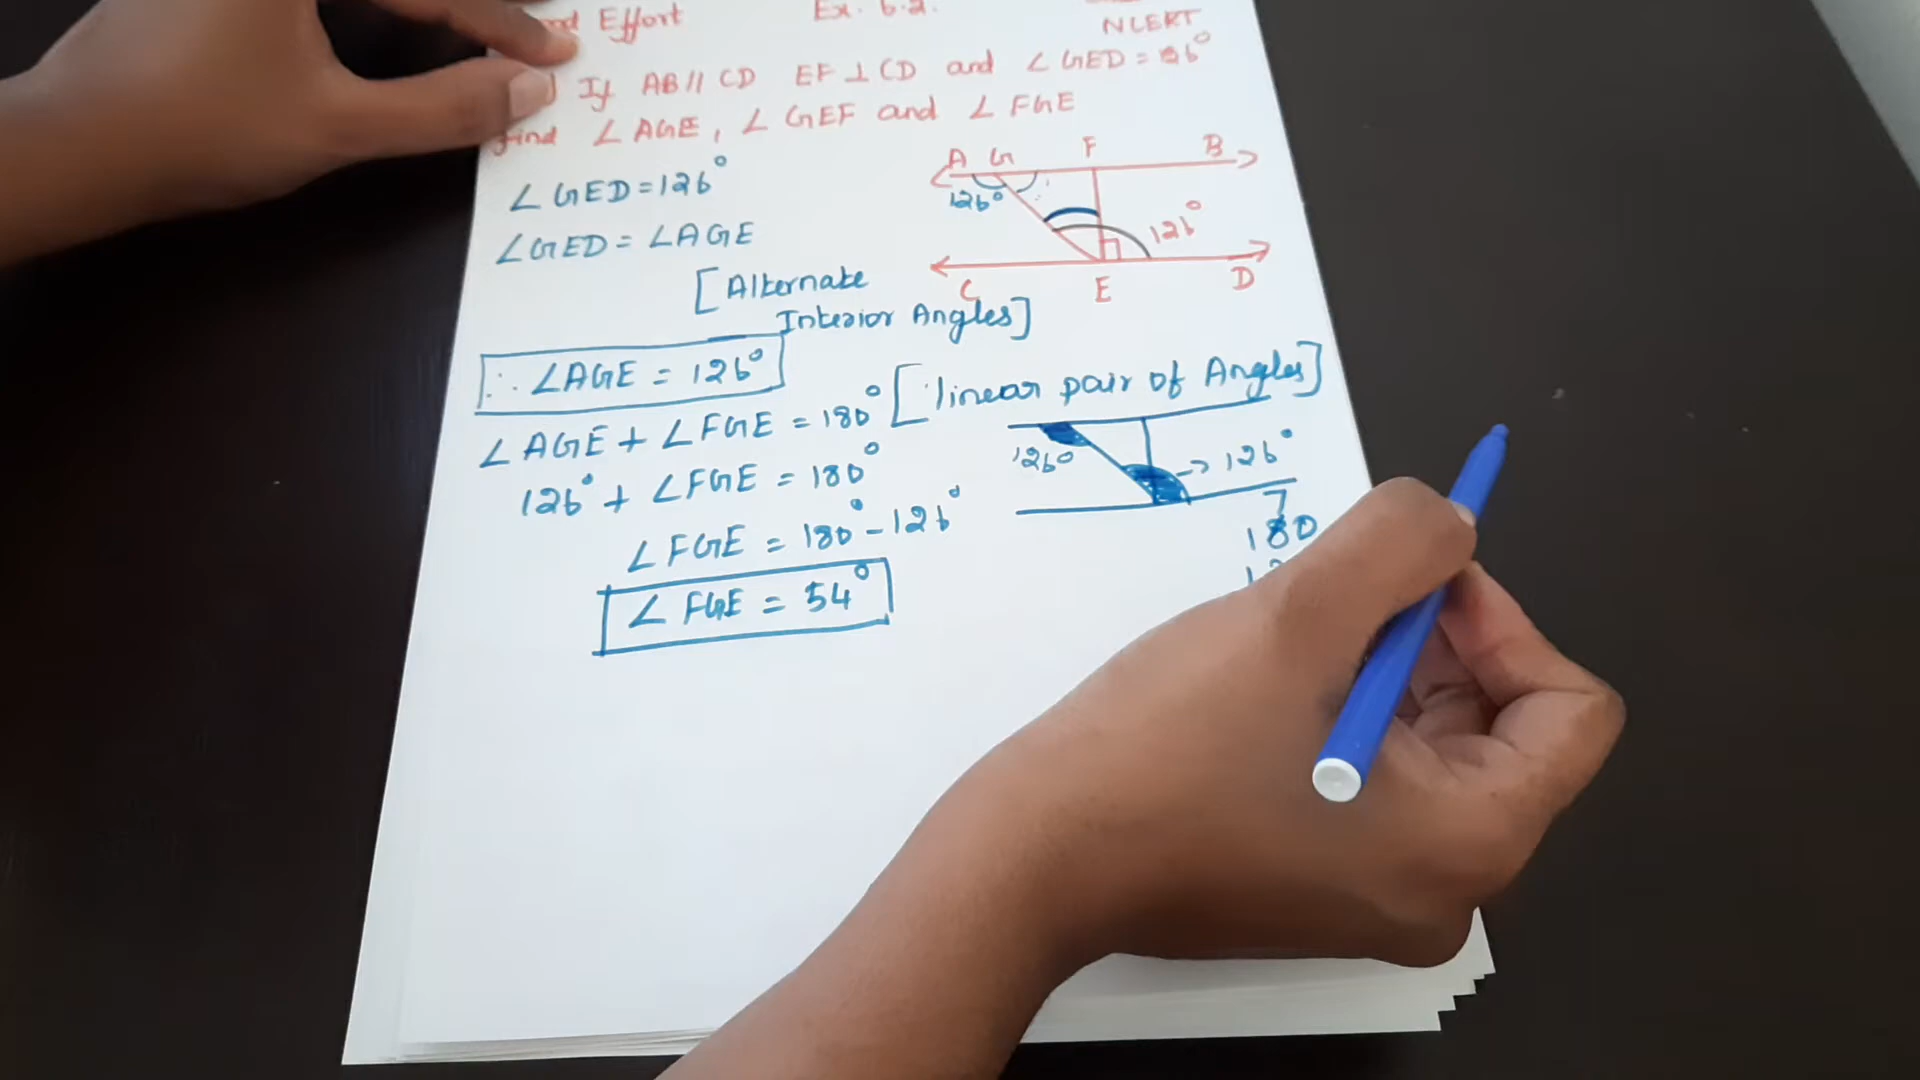 Effort Ex. 6.2. NCERT
If AB // CD EF ⊥ CD and ∠ GED = 126°
find ∠ AGE, ∠ GEF and ∠ FGE
∠ GED = 126°
∠GED = ∠AGE
[Alternate
Interior Angles]
A G F B
126° 126°
C E D
∴ ∠AGE = 126°
∠AGE + ∠FGE = 180° [∵ linear pair of Angles]
126° + ∠FGE = 180°
∠FGE = 180° - 126°
∠ FGE = 54°
126° → 126°
7
180